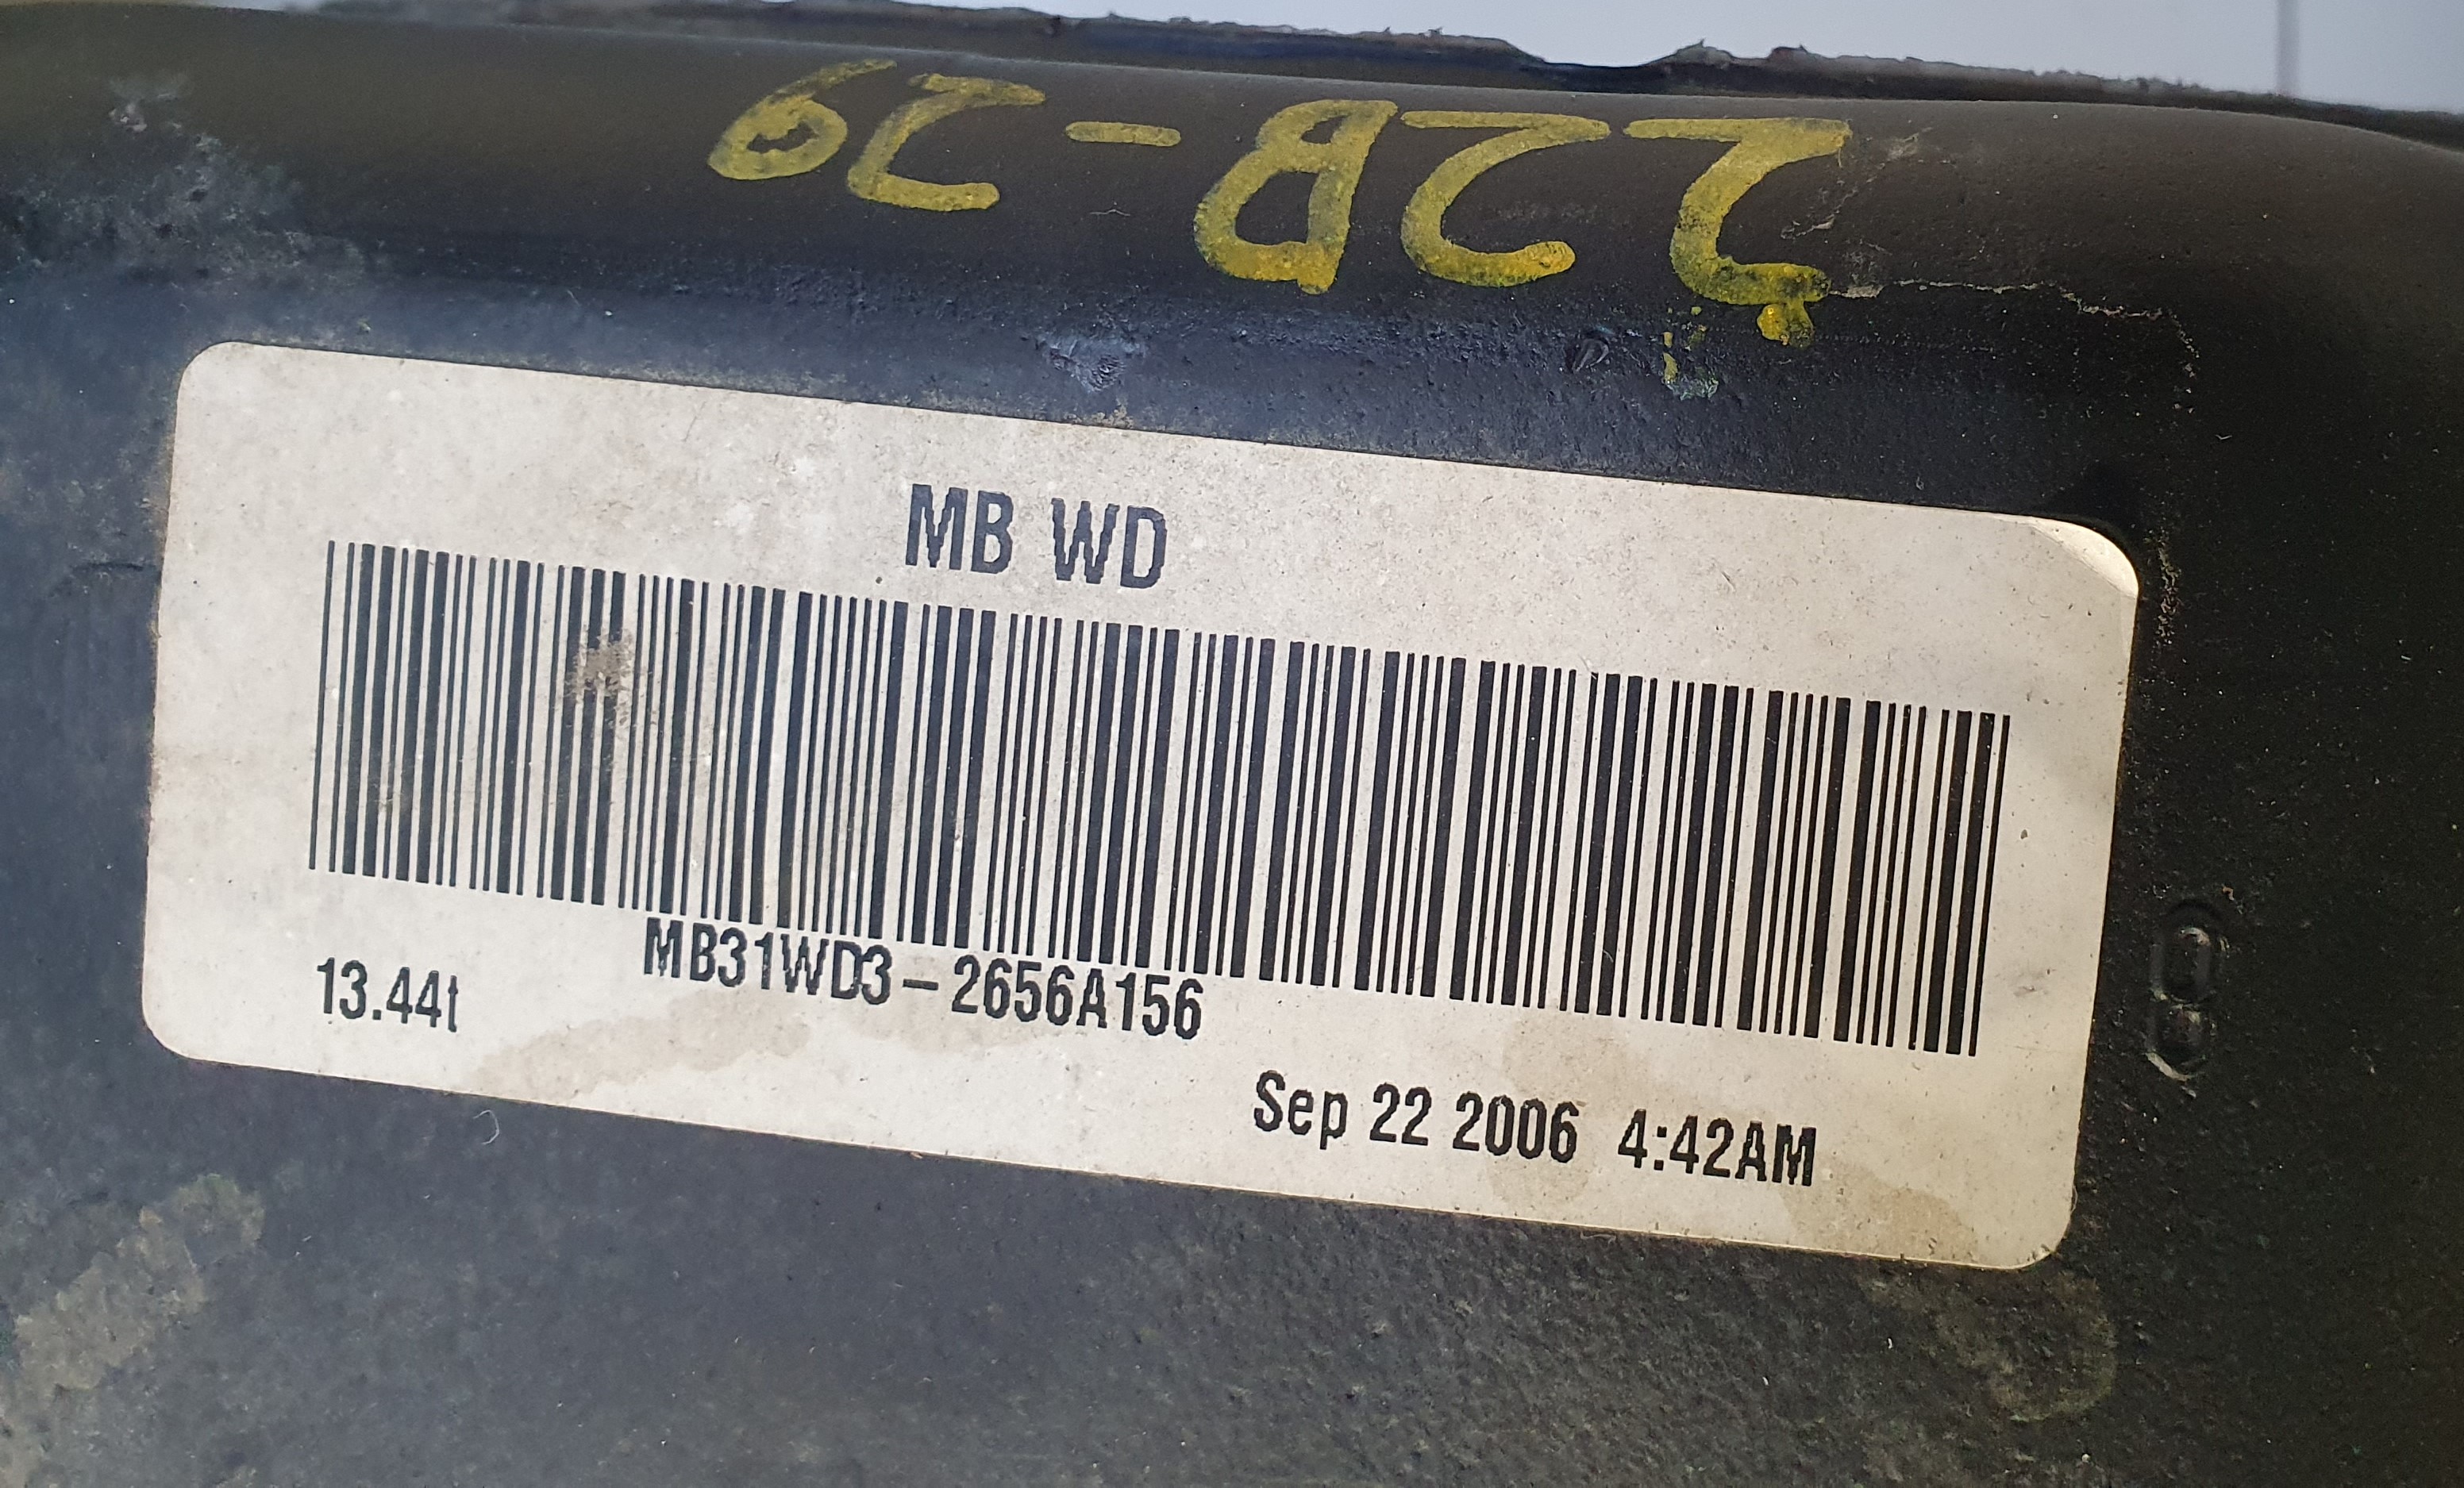 22B-29
MB WD
MB31WD3-2656A156
13.44t
Sep 22 2006 4:42AM